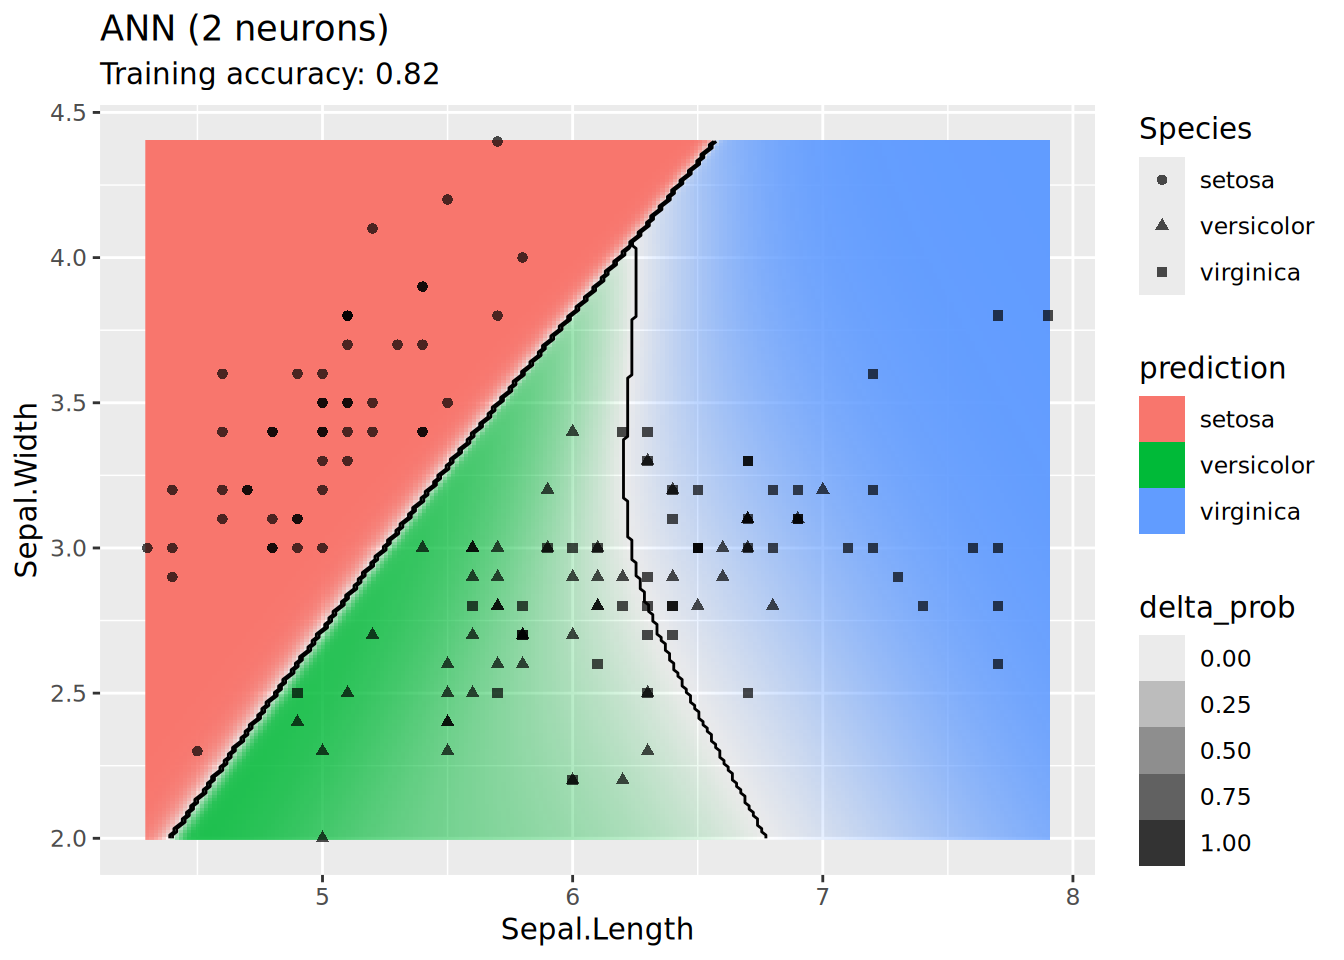 ANN (2 neurons)
Training accuracy: 0.82
4.5
4.0
3.5
3.0
2.5
2.0
Sepal.Width
5
6
7
8
Sepal.Length
Species
setosa
versicolor
virginica
prediction
setosa
versicolor
virginica
delta_prob
0.00
0.25
0.50
0.75
1.00